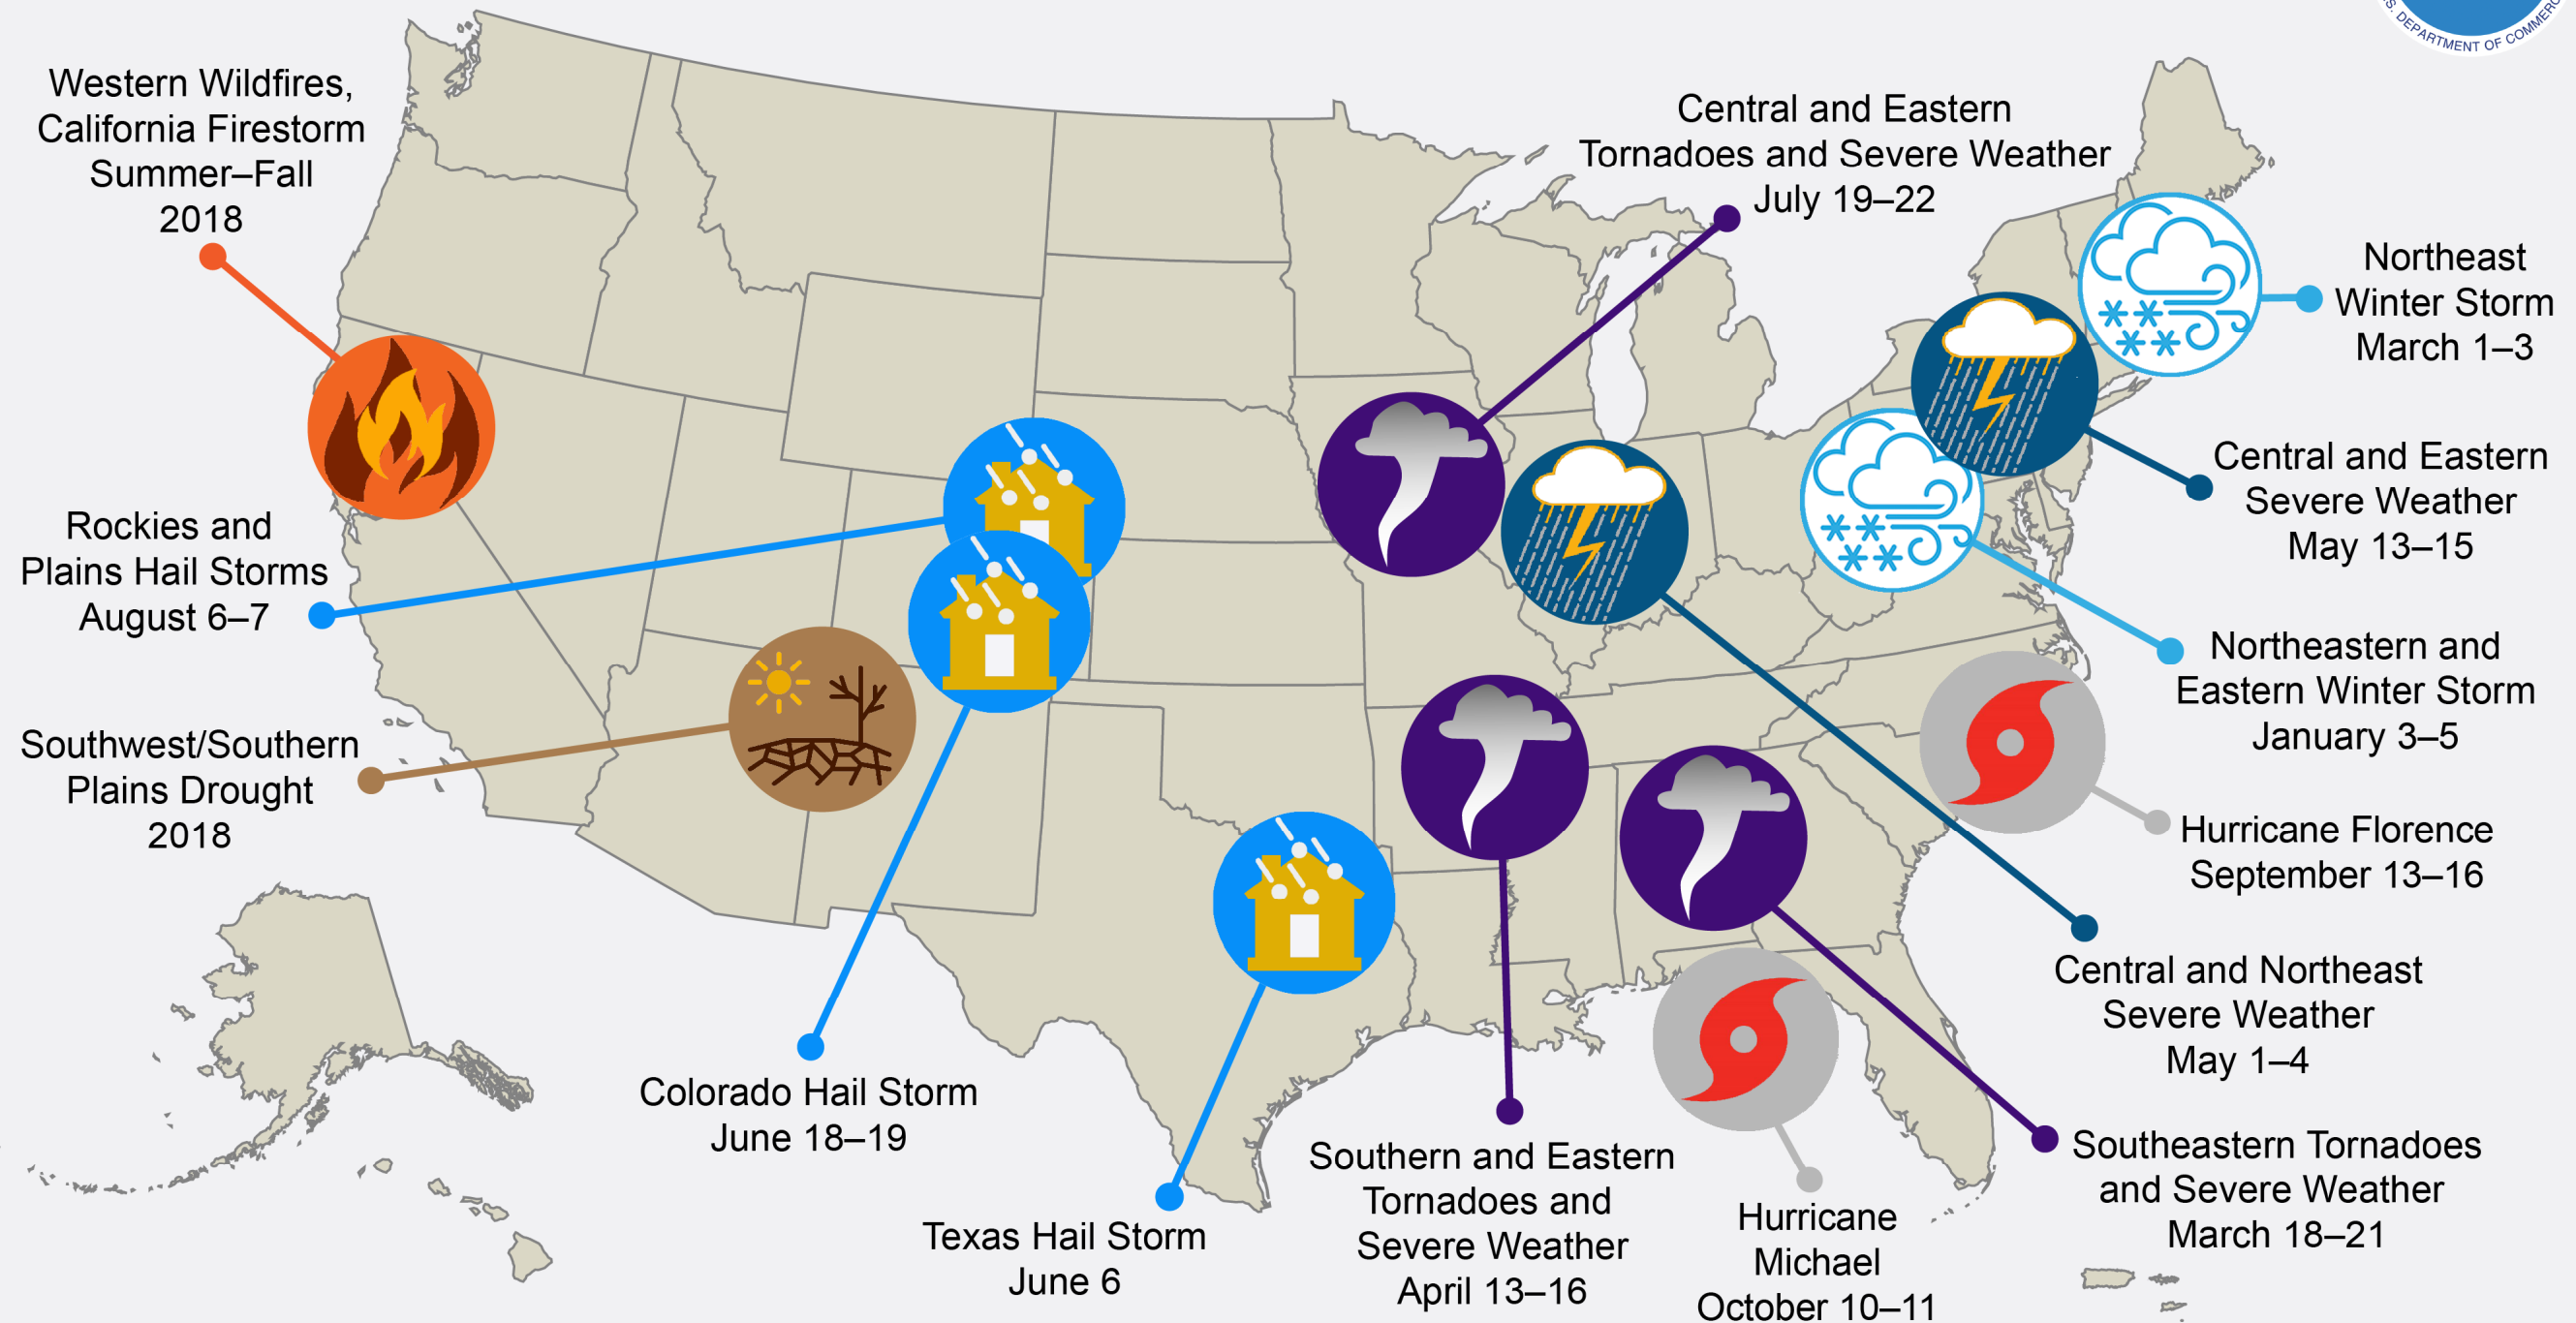 S. DEPARTMENT OF COMMERC
Western Wildfires,
California Firestorm
Summer–Fall
2018
Central and Eastern
Tornadoes and Severe Weather
July 19–22
Northeast
Winter Storm
March 1–3
Central and Eastern
Severe Weather
May 13–15
Rockies and
Plains Hail Storms
August 6–7
Northeastern and
Eastern Winter Storm
January 3–5
Southwest/Southern
Plains Drought
2018
Hurricane Florence
September 13–16
Central and Northeast
Severe Weather
May 1–4
Colorado Hail Storm
June 18–19
Southeastern Tornadoes
and Severe Weather
March 18–21
Southern and Eastern
Tornadoes and
Severe Weather
April 13–16
Hurricane
Michael
October 10–11
Texas Hail Storm
June 6